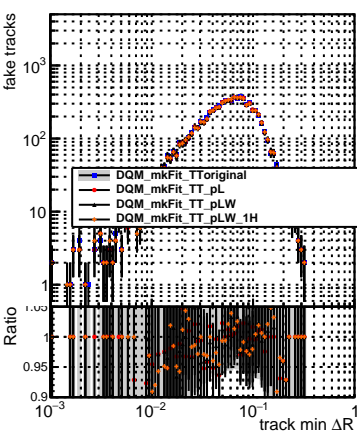 fake tracks
10³
10²
10
1
DQM_mkFit_TToriginal
DQM_mkFit_TT_pL
DQM_mkFit_TT_pLW
DQM_mkFit_TT_pLW_1H
Ratio
1.05
1
0.95
0.9
10⁻³ 10⁻² 10⁻¹ 1
track min ΔR